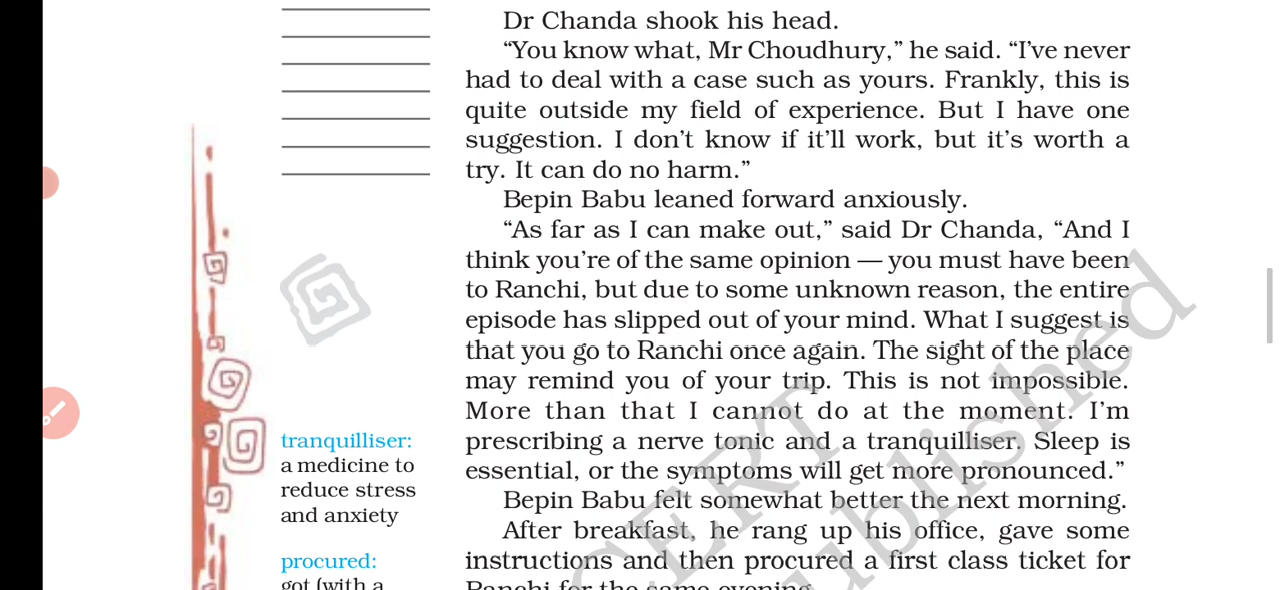 Dr Chanda shook his head.
“You know what, Mr Choudhury,” he said. “I’ve never
had to deal with a case such as yours. Frankly, this is
quite outside my field of experience. But I have one
suggestion. I don’t know if it’ll work, but it’s worth a
try. It can do no harm.”
Bepin Babu leaned forward anxiously.
“As far as I can make out,” said Dr Chanda, “And I
think you’re of the same opinion — you must have been
to Ranchi, but due to some unknown reason, the entire
episode has slipped out of your mind. What I suggest is
that you go to Ranchi once again. The sight of the place
may remind you of your trip. This is not impossible.
More than that I cannot do at the moment. I’m
prescribing a nerve tonic and a tranquilliser. Sleep is
essential, or the symptoms will get more pronounced.”
Bepin Babu felt somewhat better the next morning.
After breakfast, he rang up his office, gave some
instructions and then procured a first class ticket for
Ranchi for the same evening.
tranquilliser:
a medicine to
reduce stress
and anxiety
procured:
got (with a
CERT
ublished